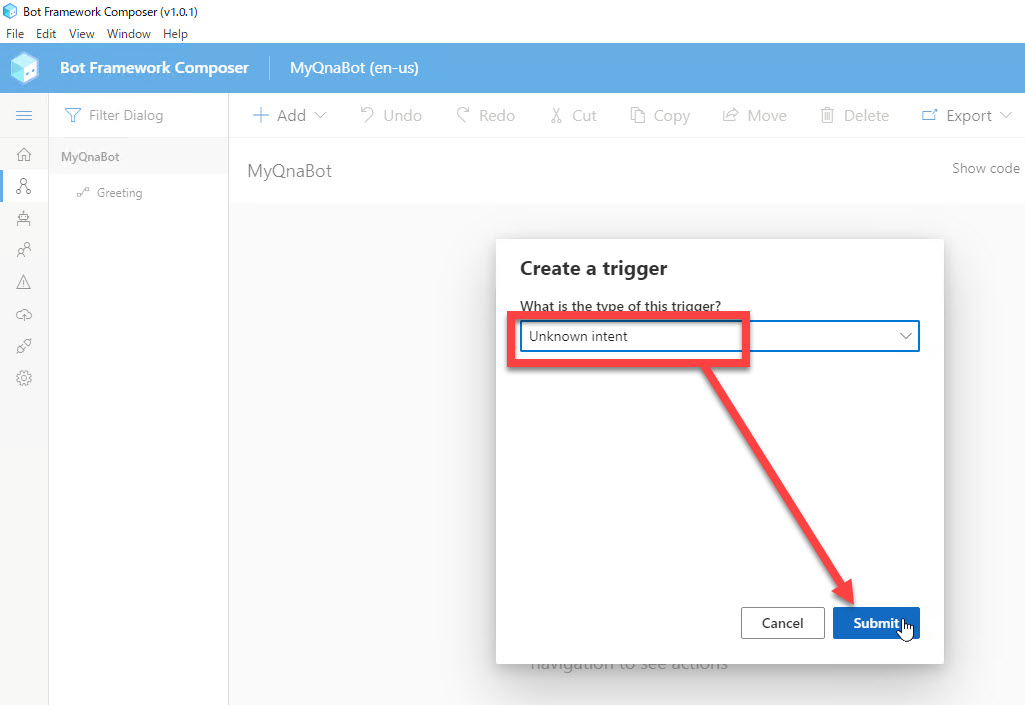 Bot Framework Composer (v1.0.1)
File Edit View Window Help
Bot Framework Composer MyQnaBot (en-us)
Filter Dialog Add Undo Redo Cut Copy Move Delete Export
MyQnaBot
Greeting
MyQnaBot Show code
Create a trigger
What is the type of this trigger?
Unknown intent
Cancel Submit
navigation to see actions